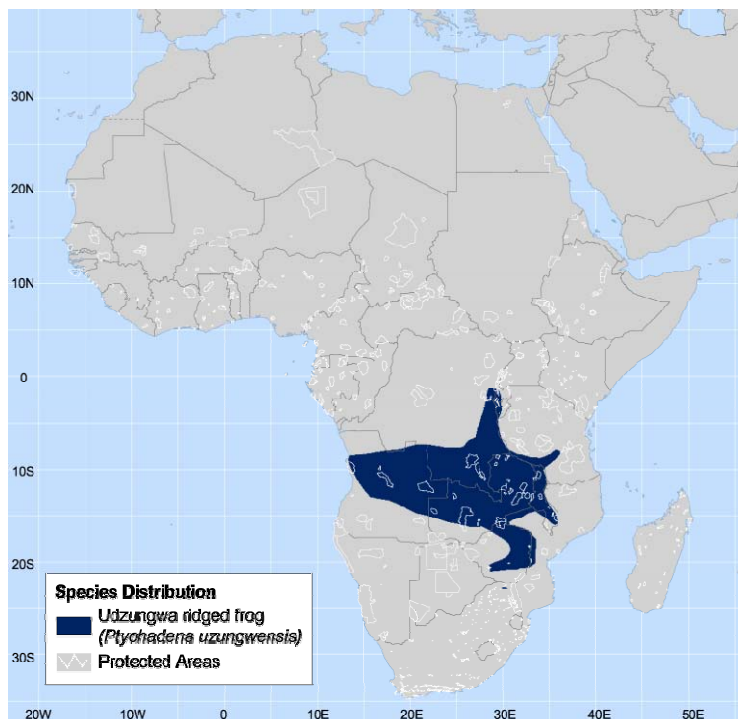 30N
20N
10N
0
10S
20S
30S
Species Distribution
Udzungwa ridged frog
(Ptychadena uzungwensis)
Protected Areas
20W 10W 0 10E 20E 30E 40E 50E